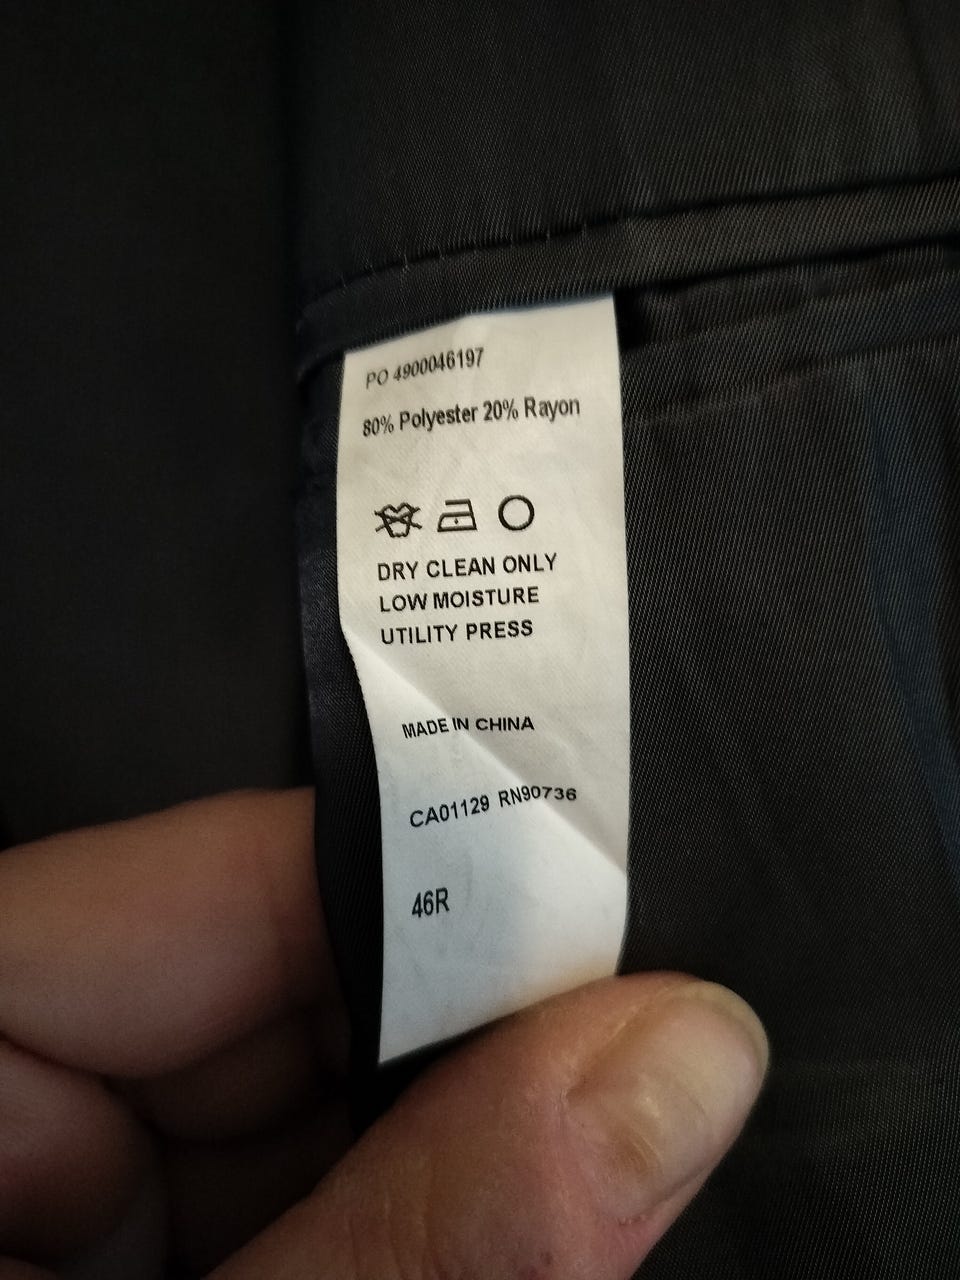 PO 4900046197
80% Polyester 20% Rayon
DRY CLEAN ONLY
LOW MOISTURE
UTILITY PRESS
MADE IN CHINA
CA01129 RN90736
46R